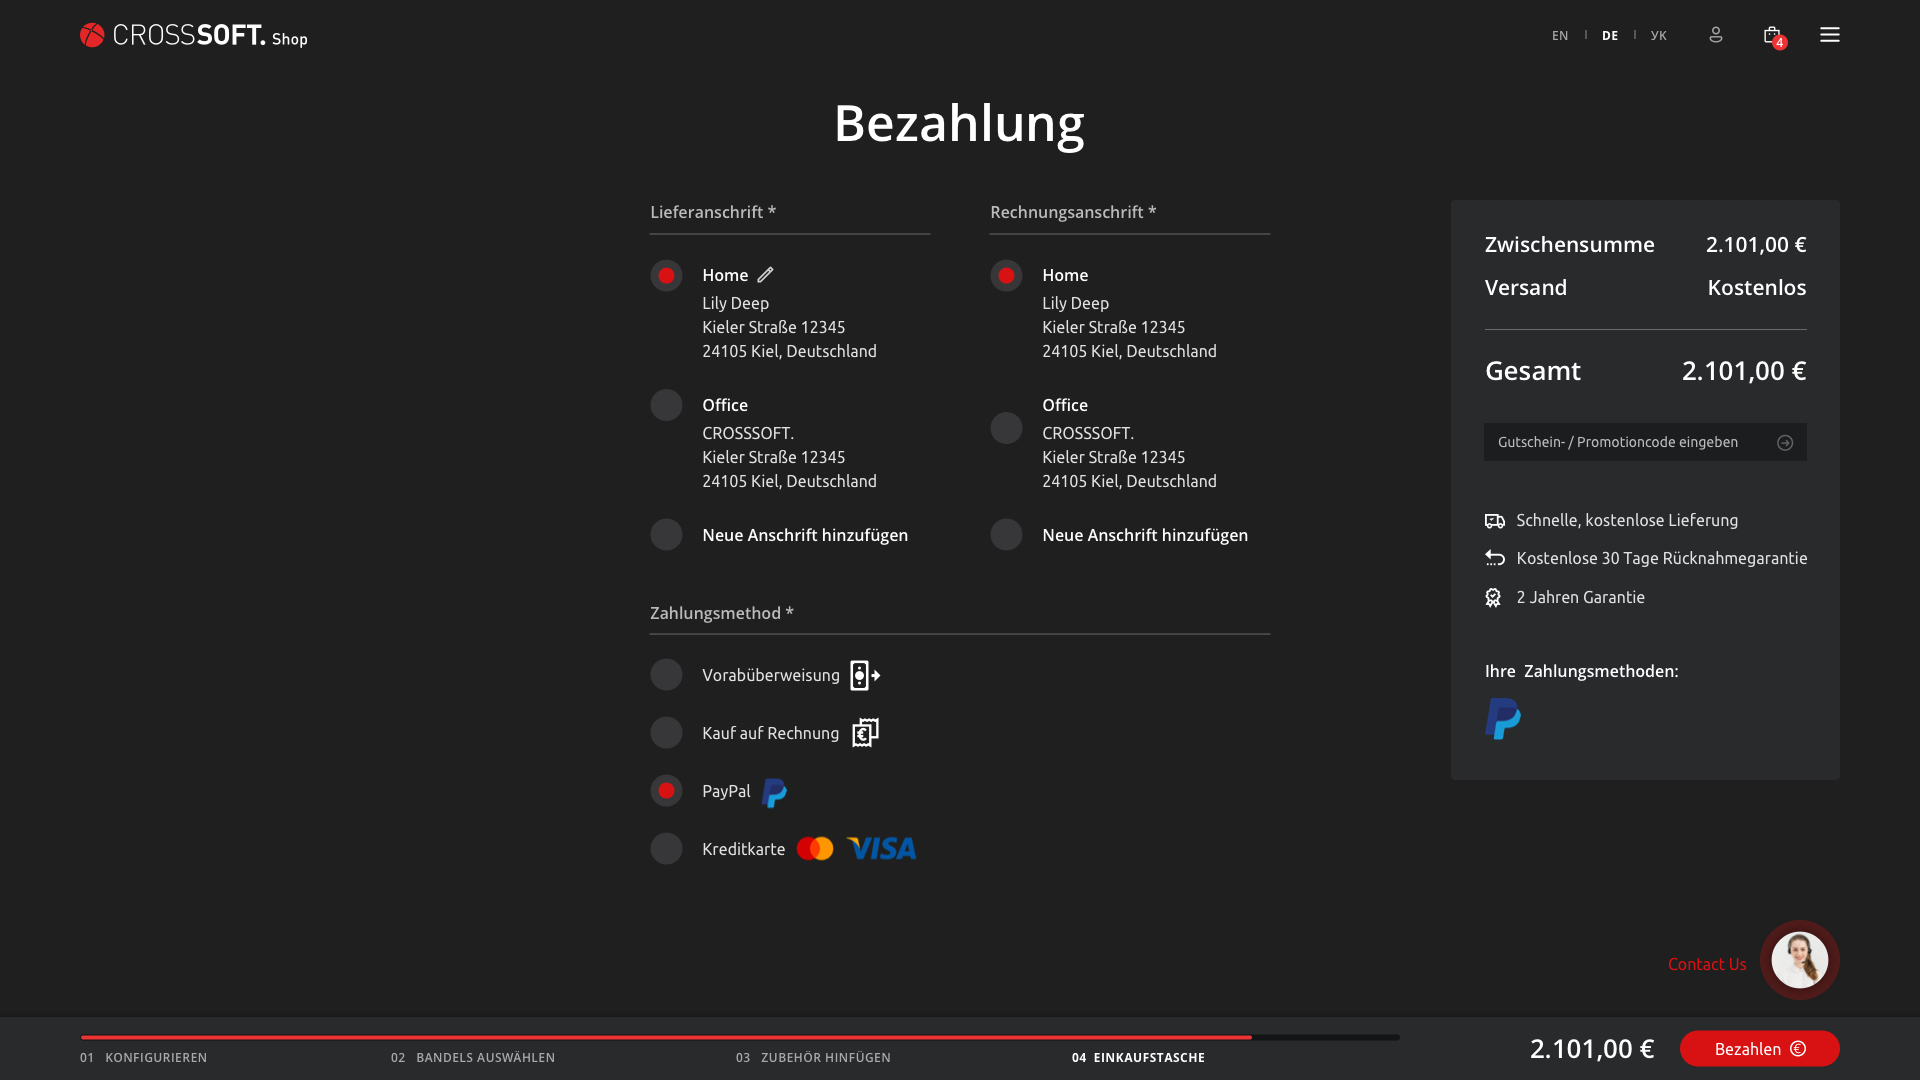 CROSSSOFT. Shop
EN | DE | УК
4
Bezahlung
Lieferanschrift *
Home
Lily Deep
Kieler Straße 12345
24105 Kiel, Deutschland
Office
CROSSSOFT.
Kieler Straße 12345
24105 Kiel, Deutschland
Neue Anschrift hinzufügen
Rechnungsanschrift *
Home
Lily Deep
Kieler Straße 12345
24105 Kiel, Deutschland
Office
CROSSSOFT.
Kieler Straße 12345
24105 Kiel, Deutschland
Neue Anschrift hinzufügen
Zahlungsmethod *
Vorabüberweisung
Kauf auf Rechnung
PayPal
Kreditkarte VISA
Zwischensumme 2.101,00 €
Versand Kostenlos
Gesamt 2.101,00 €
Gutschein- / Promotioncode eingeben
Schnelle, kostenlose Lieferung
Kostenlose 30 Tage Rücknahmegarantie
2 Jahren Garantie
Ihre Zahlungsmethoden:
Contact Us
01 KONFIGURIEREN
02 BANDELS AUSWÄHLEN
03 ZUBEHÖR HINFÜGEN
04 EINKAUFSTASCHE
2.101,00 €
Bezahlen